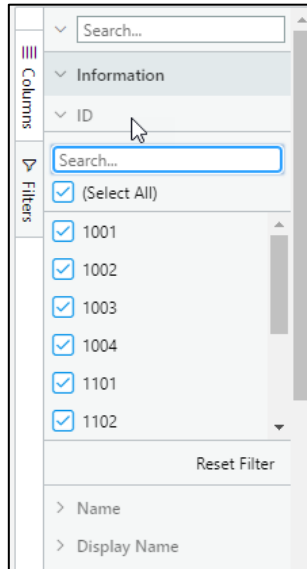 Columns
Filters
Search...
Information
ID
Search...
(Select All)
1001
1002
1003
1004
1101
1102
Reset Filter
Name
Display Name